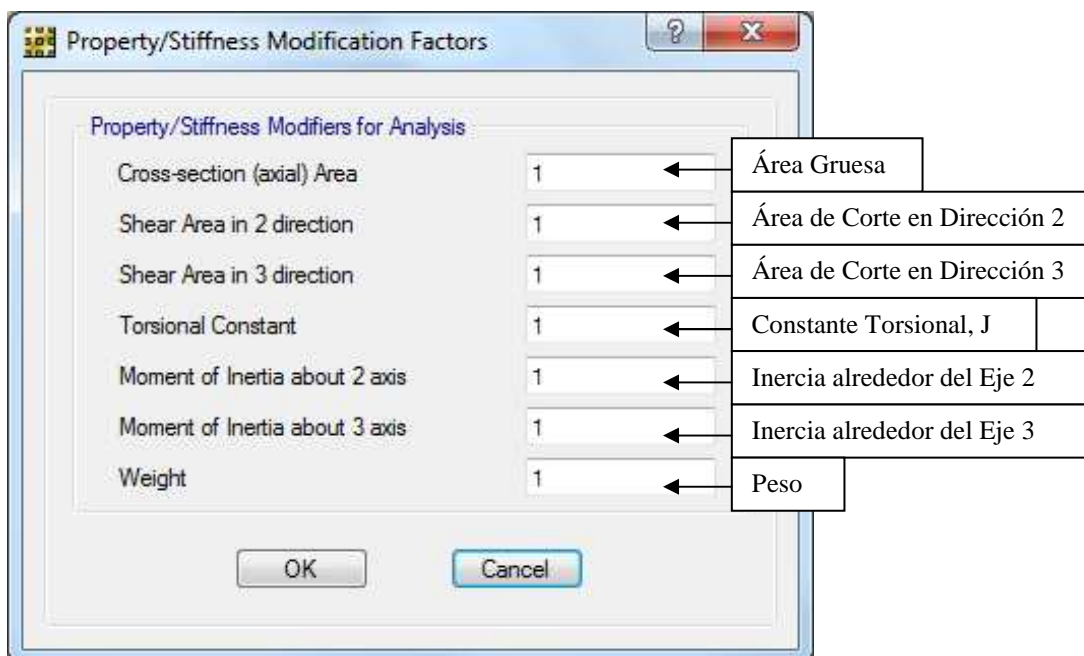 Property/Stiffness Modification Factors
Property/Stiffness Modifiers for Analysis
Cross-section (axial) Area 1 Área Gruesa
Shear Area in 2 direction 1 Área de Corte en Dirección 2
Shear Area in 3 direction 1 Área de Corte en Dirección 3
Torsional Constant 1 Constante Torsional, J
Moment of Inertia about 2 axis 1 Inercia alrededor del Eje 2
Moment of Inertia about 3 axis 1 Inercia alrededor del Eje 3
Weight 1 Peso
OK Cancel